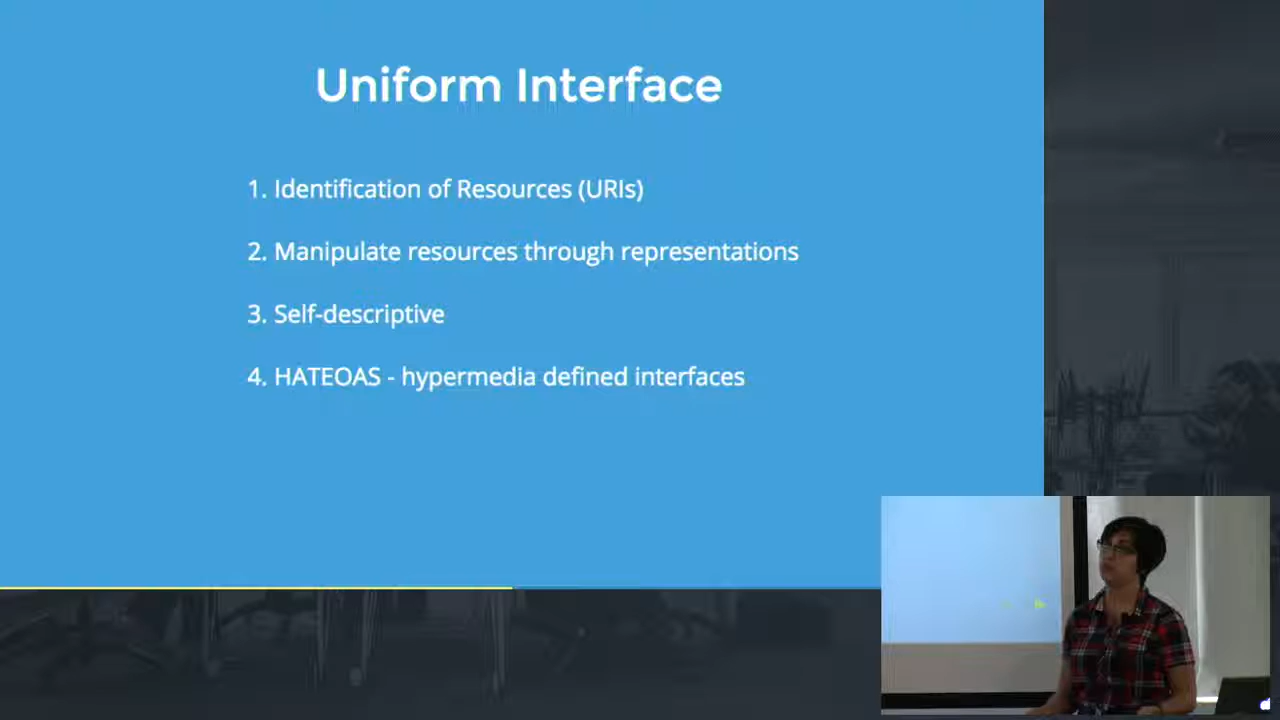 Uniform Interface
1. Identification of Resources (URIs)
2. Manipulate resources through representations
3. Self-descriptive
4. HATEOAS - hypermedia defined interfaces